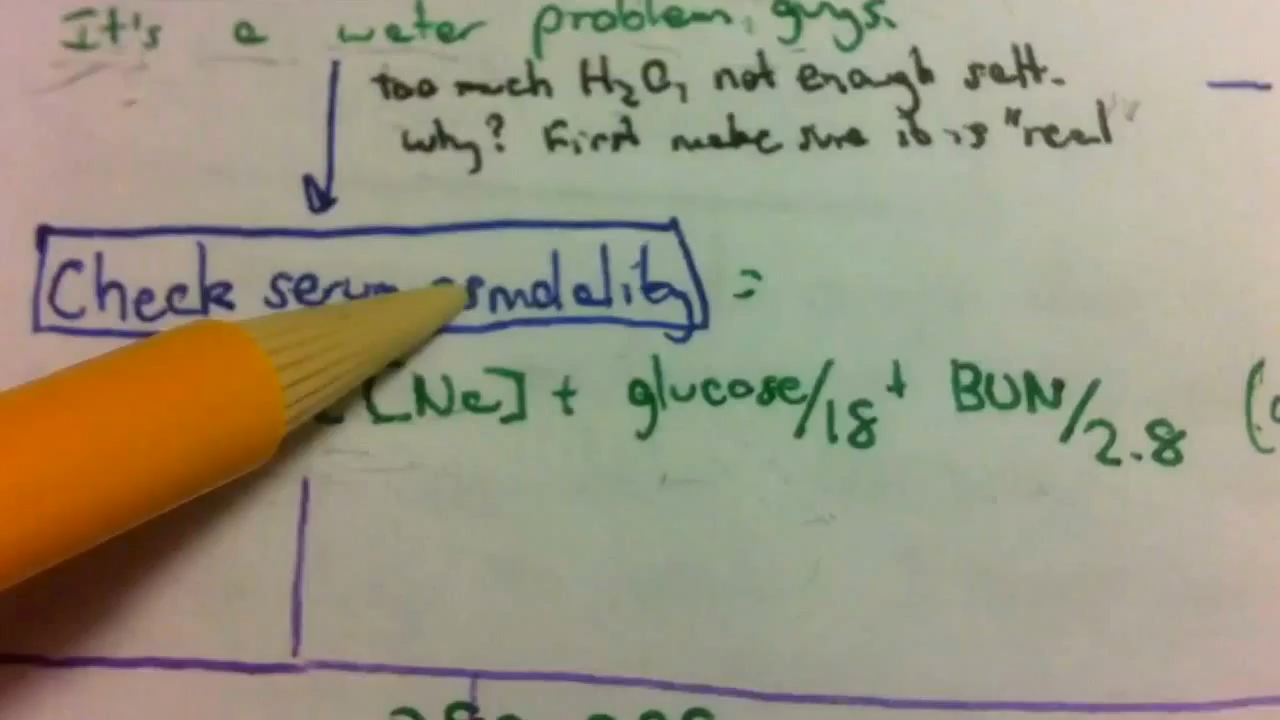 It's a water problem, guys.
too much H₂O, not enough salt.
Why? First make sure it is "real"
Check serum osmolality =
[Na] + glucose/18 + BUN/2.8 (